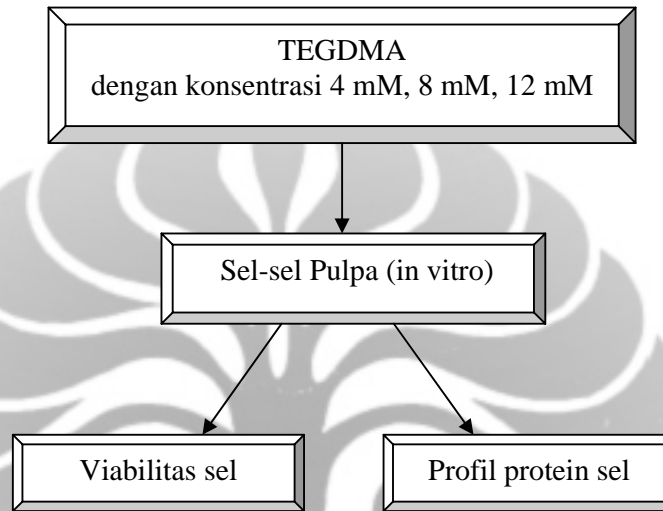 TEGDMA
dengan konsentrasi 4 mM, 8 mM, 12 mM
Sel-sel Pulpa (in vitro)
Viabilitas sel
Profil protein sel